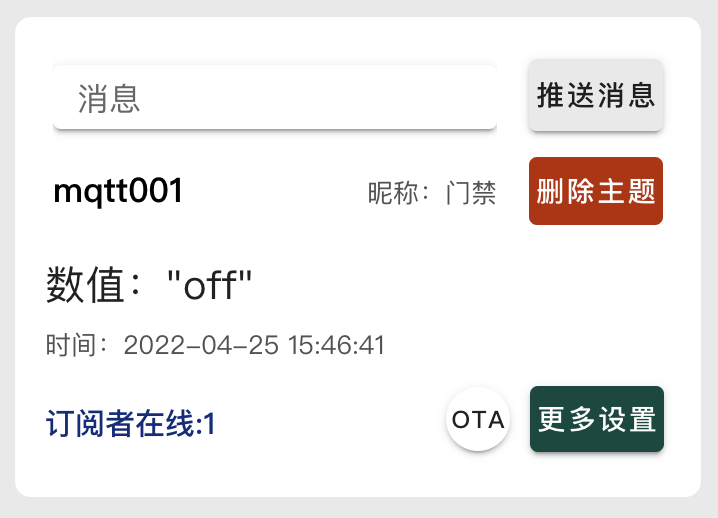 消息 推送消息
mqtt001 昵称：门禁 删除主题
数值："off"
时间：2022-04-25 15:46:41
订阅者在线:1 OTA 更多设置